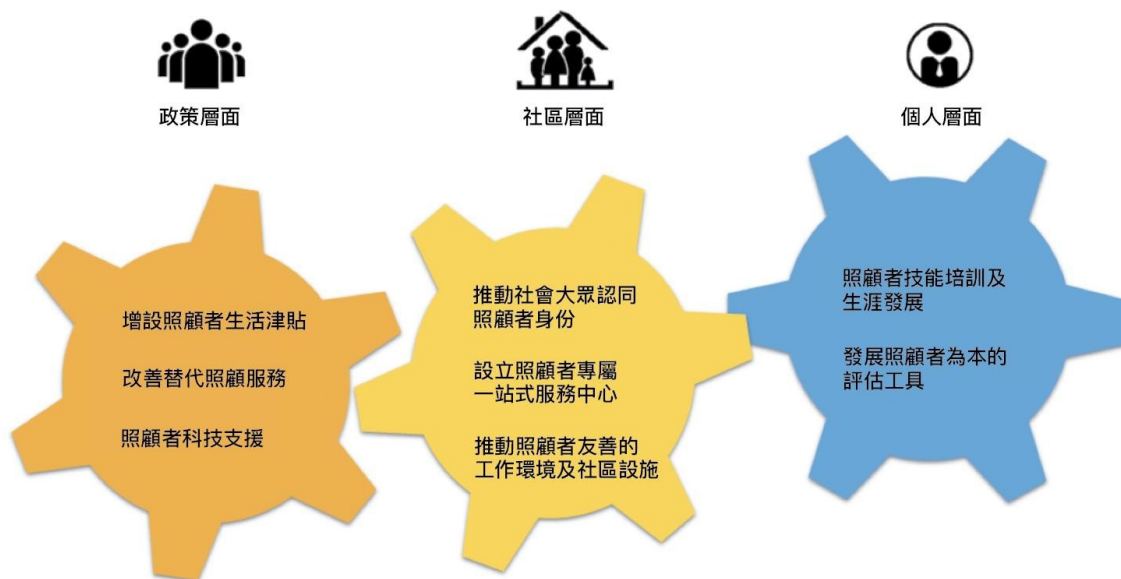 政策層面
社區層面
個人層面
增設照顧者生活津貼
改善替代照顧服務
照顧者科技支援
推動社會大眾認同
照顧者身份
設立照顧者專屬
一站式服務中心
推動照顧者友善的
工作環境及社區設施
照顧者技能培訓及
生涯發展
發展照顧者為本的
評估工具